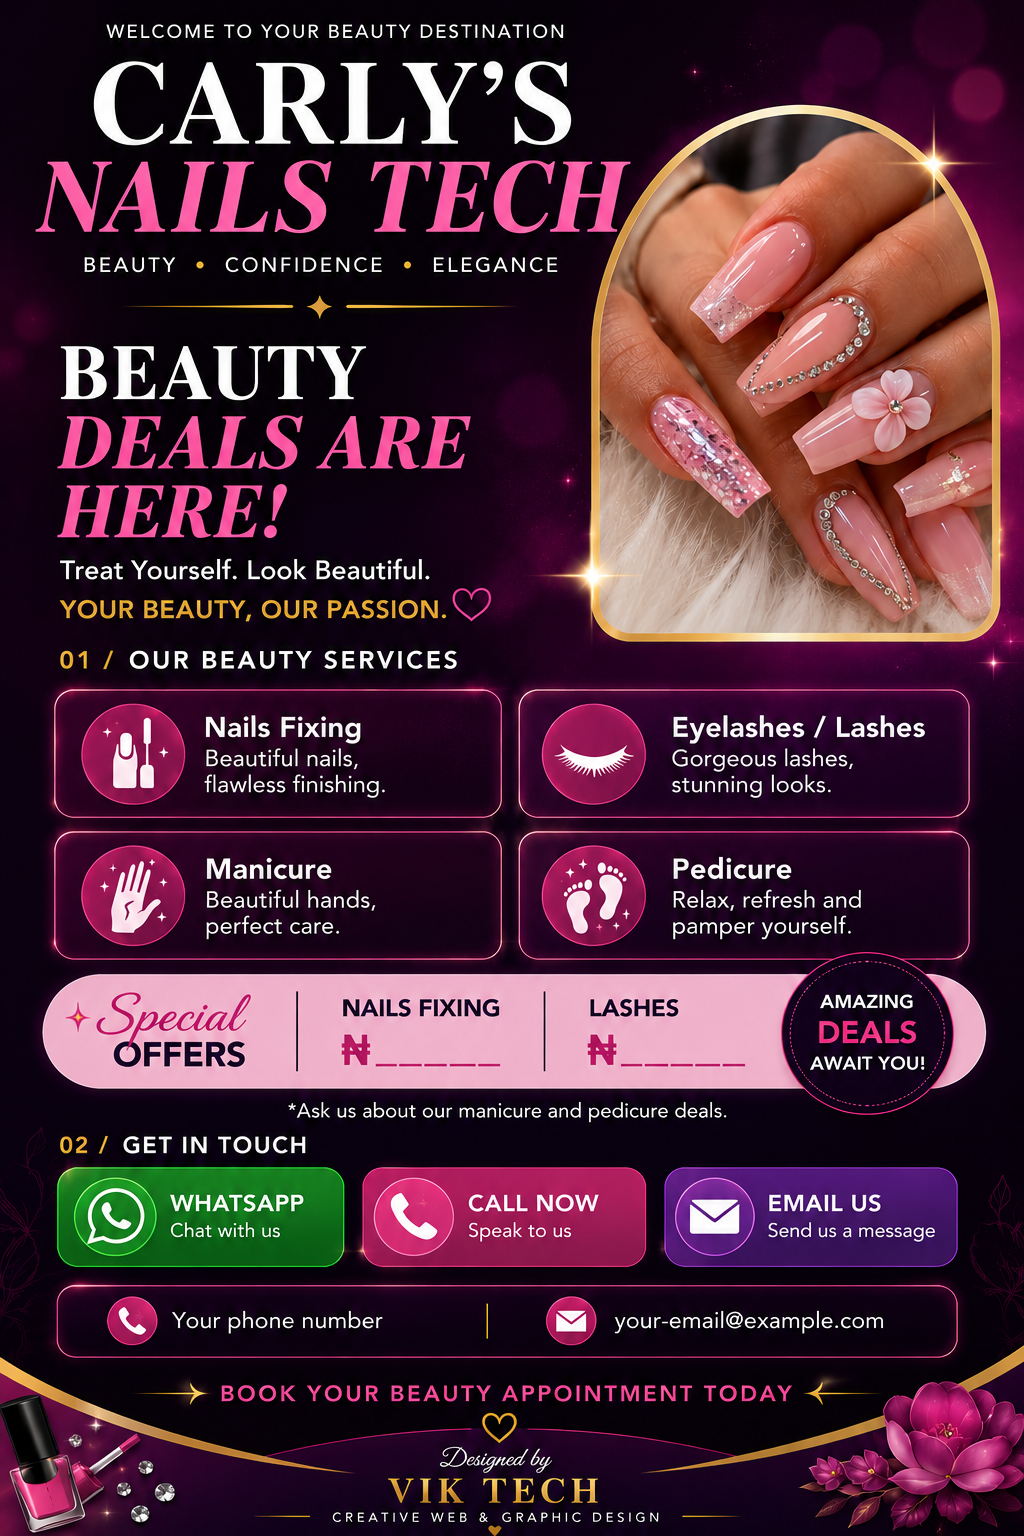 WELCOME TO YOUR BEAUTY DESTINATION
CARLY'S
NAILS TECH
BEAUTY • CONFIDENCE • ELEGANCE
BEAUTY
DEALS ARE
HERE!
Treat Yourself. Look Beautiful.
YOUR BEAUTY, OUR PASSION.
01 / OUR BEAUTY SERVICES
Nails Fixing
Beautiful nails,
flawless finishing.
Eyelashes / Lashes
Gorgeous lashes,
stunning looks.
Manicure
Beautiful hands,
perfect care.
Pedicure
Relax, refresh and
pamper yourself.
Special
OFFERS
NAILS FIXING
₦_____
LASHES
₦_____
AMAZING
DEALS
AWAIT YOU!
*Ask us about our manicure and pedicure deals.
02 / GET IN TOUCH
WHATSAPP
Chat with us
CALL NOW
Speak to us
EMAIL US
Send us a message
Your phone number
your-email@example.com
BOOK YOUR BEAUTY APPOINTMENT TODAY
Designed by
VIK TECH
CREATIVE WEB & GRAPHIC DESIGN